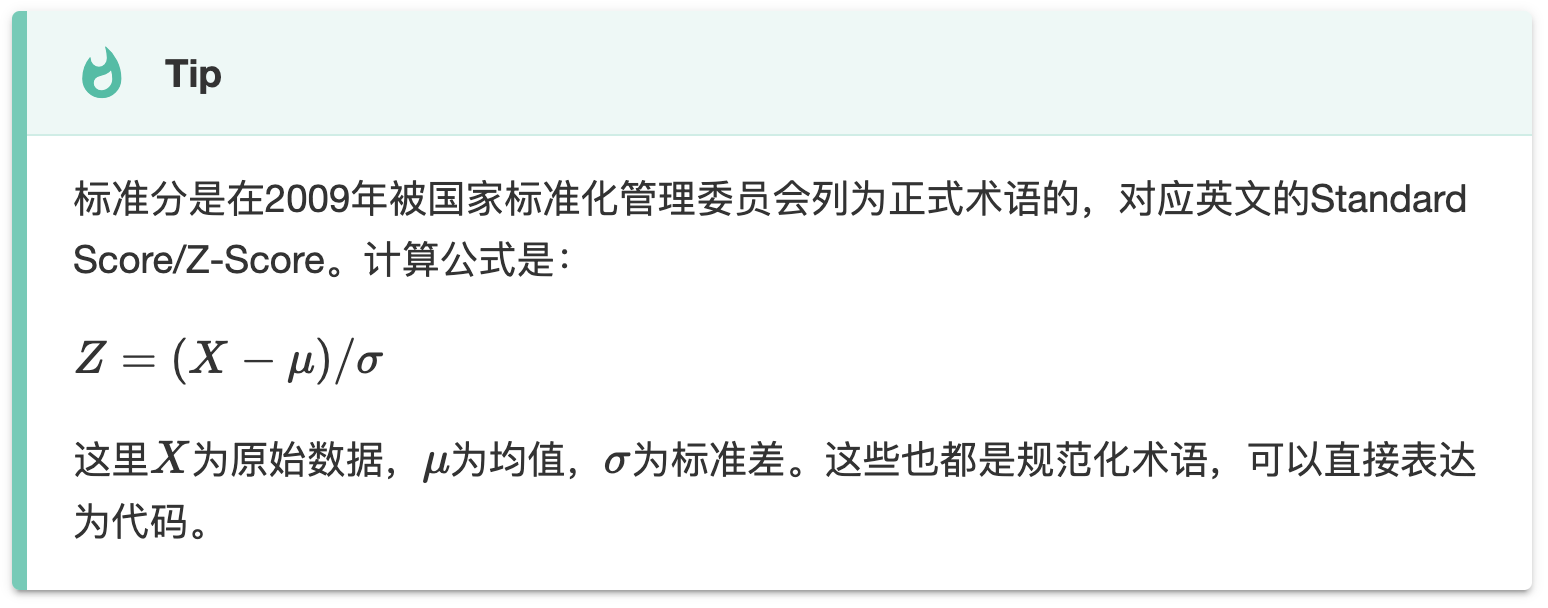 Tip
标准分是在2009年被国家标准化管理委员会列为正式术语的，对应英文的Standard
Score/Z-Score。计算公式是：
Z = (X − μ)/σ
这里X为原始数据，μ为均值，σ为标准差。这些也都是规范化术语，可以直接表达
为代码。